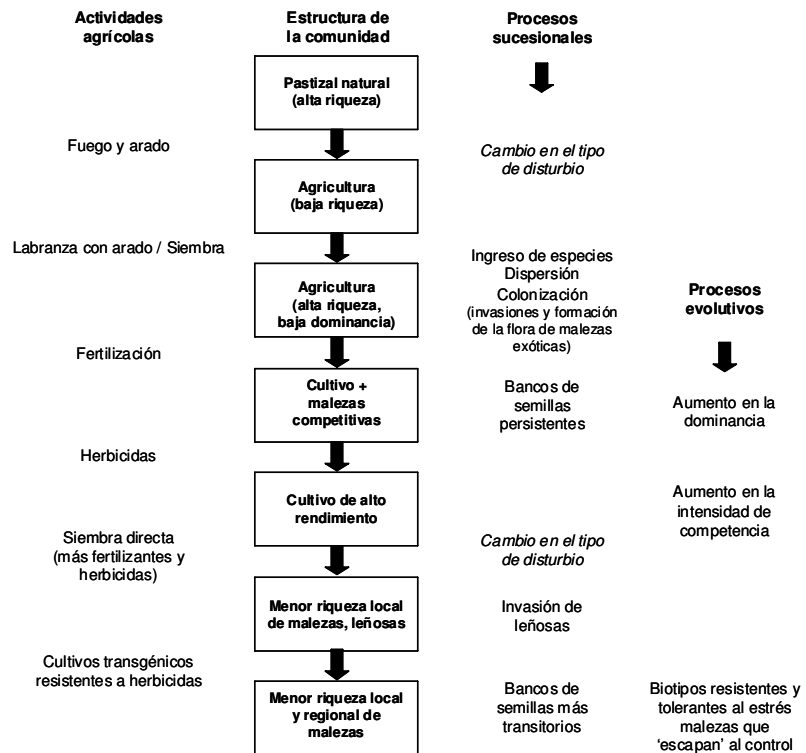 Actividades
agrícolas
Estructura de
la comunidad
Procesos
sucesionales
Pastizal natural
(alta riqueza)
Fuego y arado
Cambio en el tipo
de disturbio
Agricultura
(baja riqueza)
Labranza con arado / Siembra
Ingreso de especies
Dispersión
Colonización
(invasiones y formación
de la flora de malezas
exóticas)
Procesos
evolutivos
Agricultura
(alta riqueza,
baja dominancia)
Fertilización
Cultivo +
malezas
competitivas
Bancos de
semillas
persistentes
Aumento en la
dominancia
Herbicidas
Cultivo de alto
rendimiento
Aumento en la
intensidad de
competencia
Siembra directa
(más fertilizantes y
herbicidas)
Cambio en el tipo
de disturbio
Menor riqueza local
de malezas, leñosas
Invasión de
leñosas
Cultivos transgénicos
resistentes a herbicidas
Menor riqueza local
y regional de
malezas
Bancos de
semillas más
transitorios
Biotipos resistentes y
tolerantes al estrés
malezas que
‘escapan’ al control